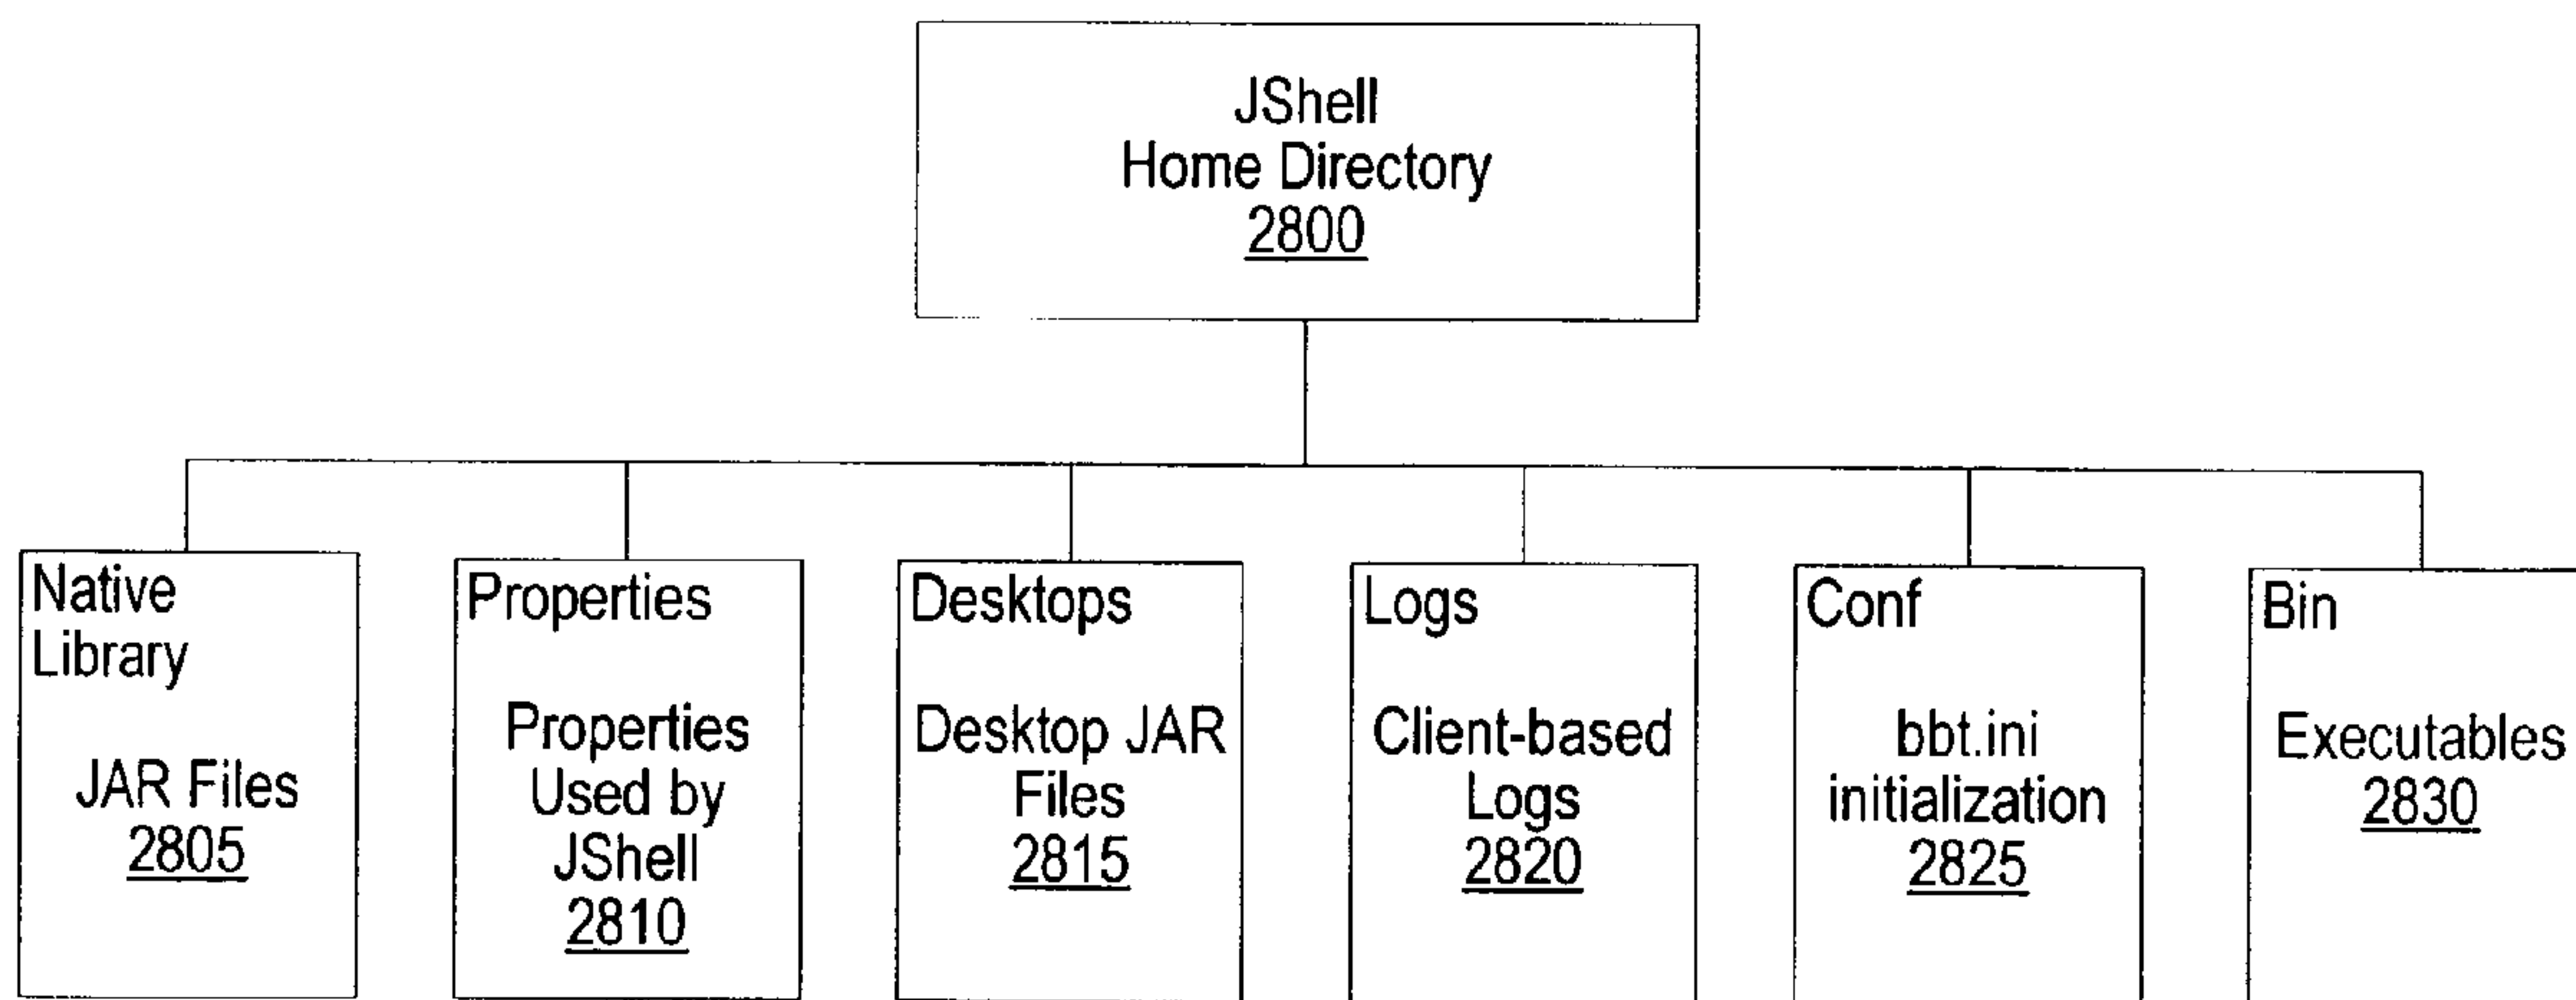 JShell
Home Directory
2800
Native
Library
JAR Files
2805
Properties
Properties
Used by
JShell
2810
Desktops
Desktop JAR
Files
2815
Logs
Client-based
Logs
2820
Conf
bbt.ini
initialization
2825
Bin
Executables
2830